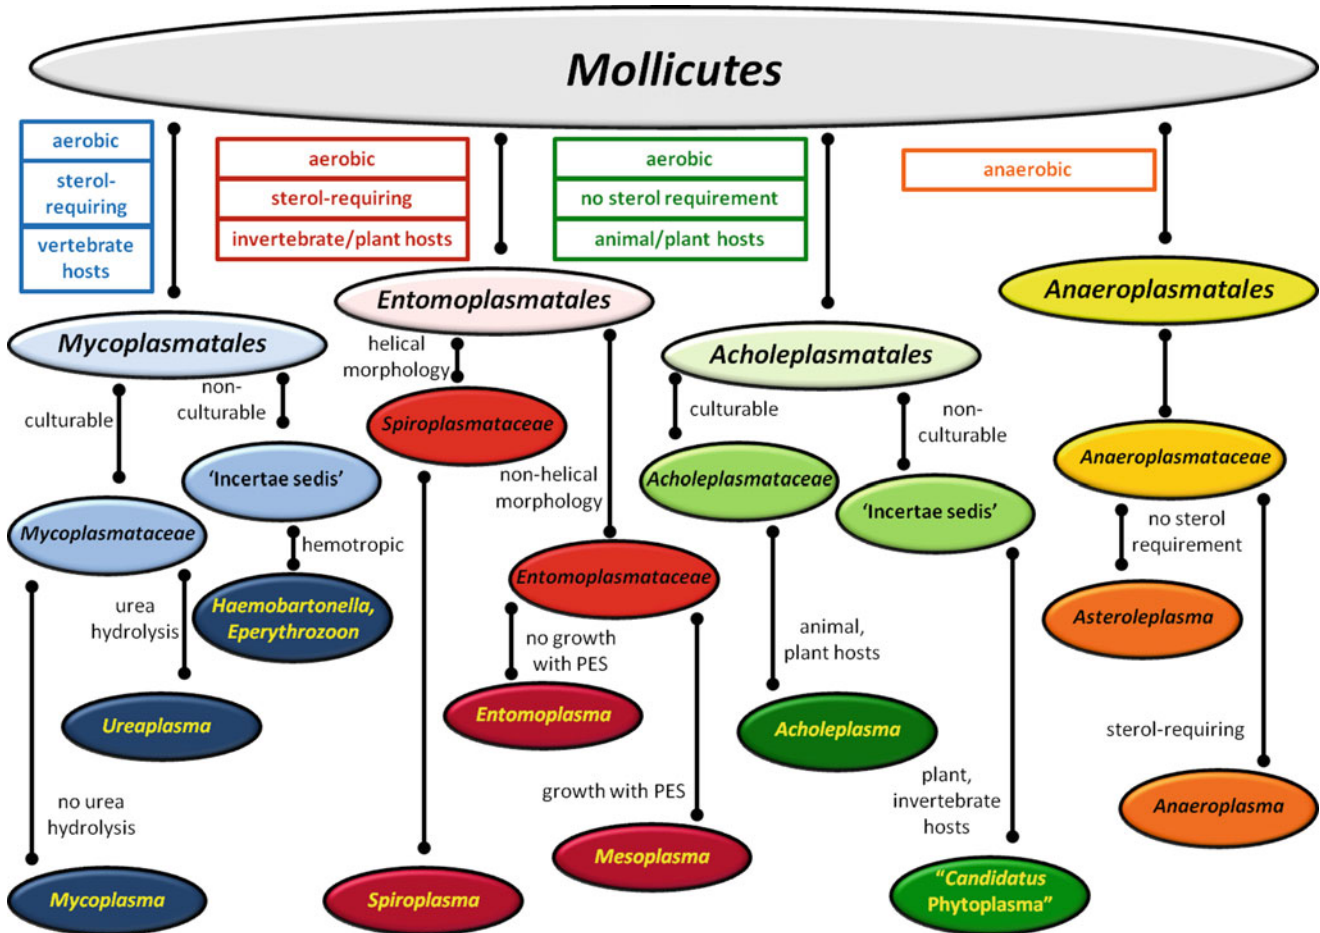 Mollicutes
aerobic
sterol-
requiring
vertebrate
hosts
aerobic
sterol-requiring
invertebrate/plant hosts
aerobic
no sterol requirement
animal/plant hosts
anaerobic
Mycoplasmatales
Entomoplasmatales
Acholeplasmatales
Anaeroplasmatales
culturable
non-
culturable
helical
morphology
non-helical
morphology
culturable
non-
culturable
Mycoplasmataceae
'Incertae sedis'
Spiroplasmataceae
Entomoplasmataceae
Acholeplasmataceae
'Incertae sedis'
Anaeroplasmataceae
urea
hydrolysis
hemotropic
no growth
with PES
animal,
plant hosts
no sterol
requirement
Haemobartonella,
Eperythrozoon
Ureaplasma
Entomoplasma
Acholeplasma
Asteroleplasma
no urea
hydrolysis
growth with PES
plant,
invertebrate
hosts
sterol-requiring
Mycoplasma
Spiroplasma
Mesoplasma
"Candidatus
Phytoplasma"
Anaeroplasma